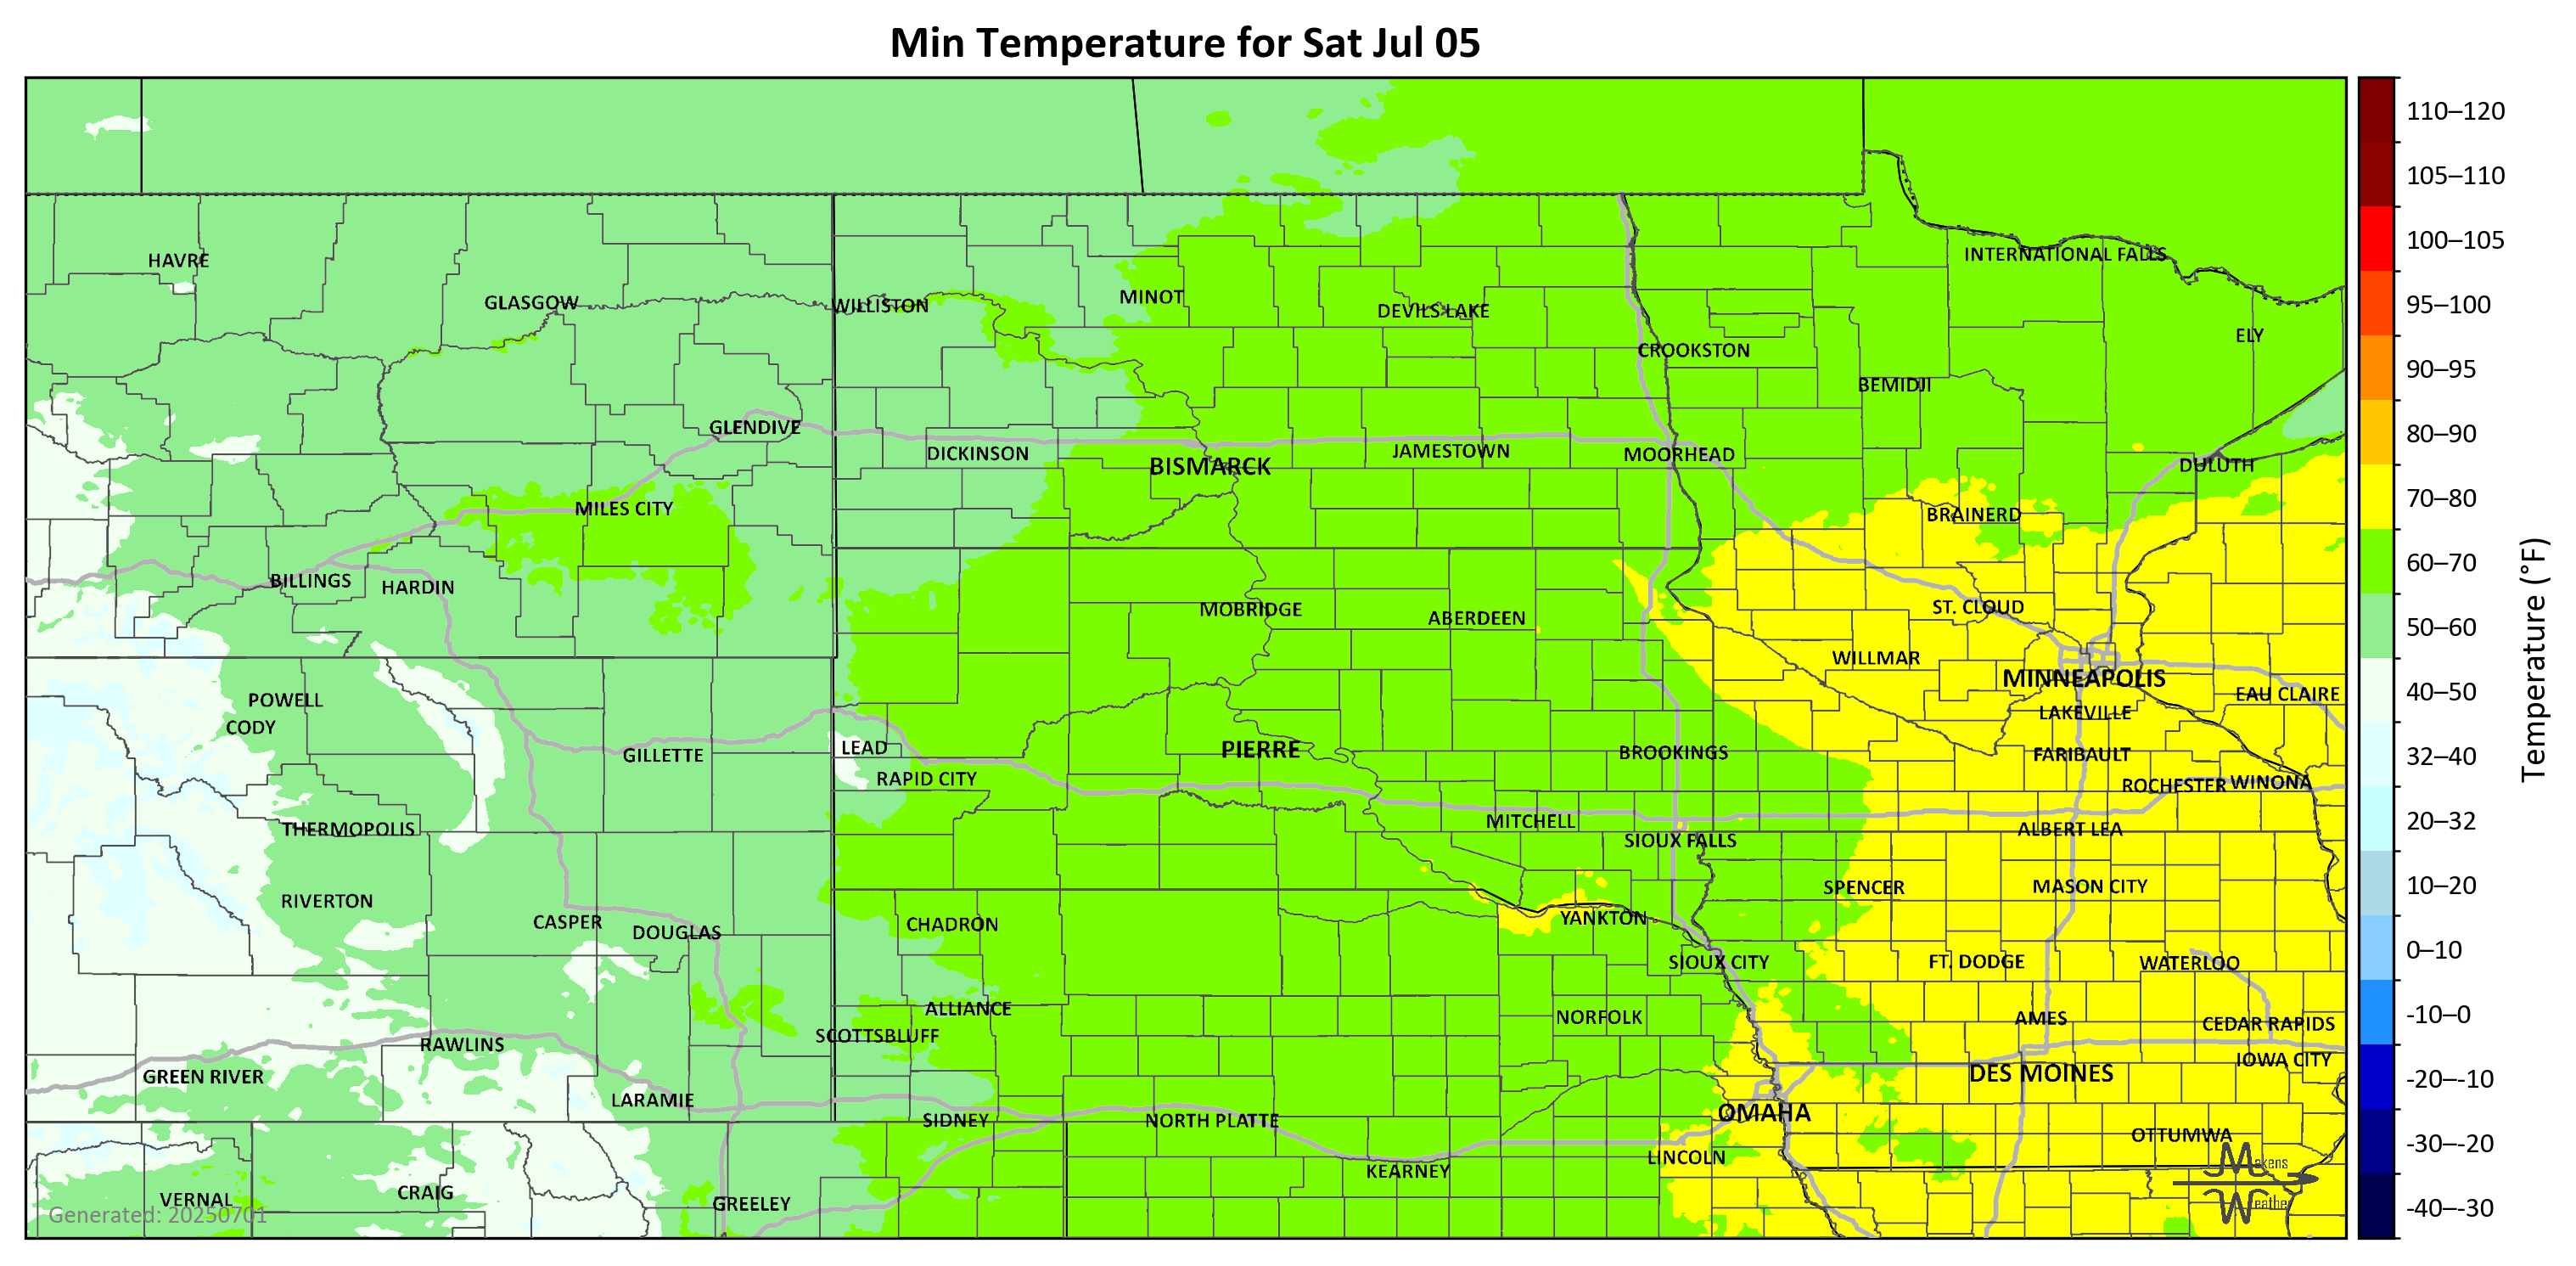 Min Temperature for Sat Jul 05
110–120
105–110
100–105
95–100
90–95
80–90
70–80
60–70
50–60
40–50
32–40
20–32
10–20
0–10
-10–0
-20–-10
-30–-20
-40–-30
Temperature (°F)
HAVRE
INTERNATIONAL FALLS
GLASGOW
WILLISTON
MINOT
DEVILS LAKE
ELY
CROOKSTON
BEMIDJI
GLENDIVE
DICKINSON
BISMARCK
JAMESTOWN
MOORHEAD
DULUTH
MILES CITY
BRAINERD
BILLINGS
HARDIN
MOBRIDGE
ABERDEEN
ST. CLOUD
WILLMAR
MINNEAPOLIS
EAU CLAIRE
POWELL
CODY
LAKEVILLE
GILLETTE
LEAD
PIERRE
BROOKINGS
FARIBAULT
RAPID CITY
ROCHESTER
WINONA
THERMOPOLIS
MITCHELL
SIOUX FALLS
ALBERT LEA
RIVERTON
SPENCER
MASON CITY
CASPER
DOUGLAS
CHADRON
YANKTON
SIOUX CITY
FT. DODGE
WATERLOO
ALLIANCE
NORFOLK
AMES
CEDAR RAPIDS
SCOTTSBLUFF
RAWLINS
IOWA CITY
GREEN RIVER
DES MOINES
LARAMIE
SIDNEY
NORTH PLATTE
OMAHA
OTTUMWA
LINCOLN
KEARNEY
VERNAL
CRAIG
GREELEY
Makens
Weather
Generated: 20250701